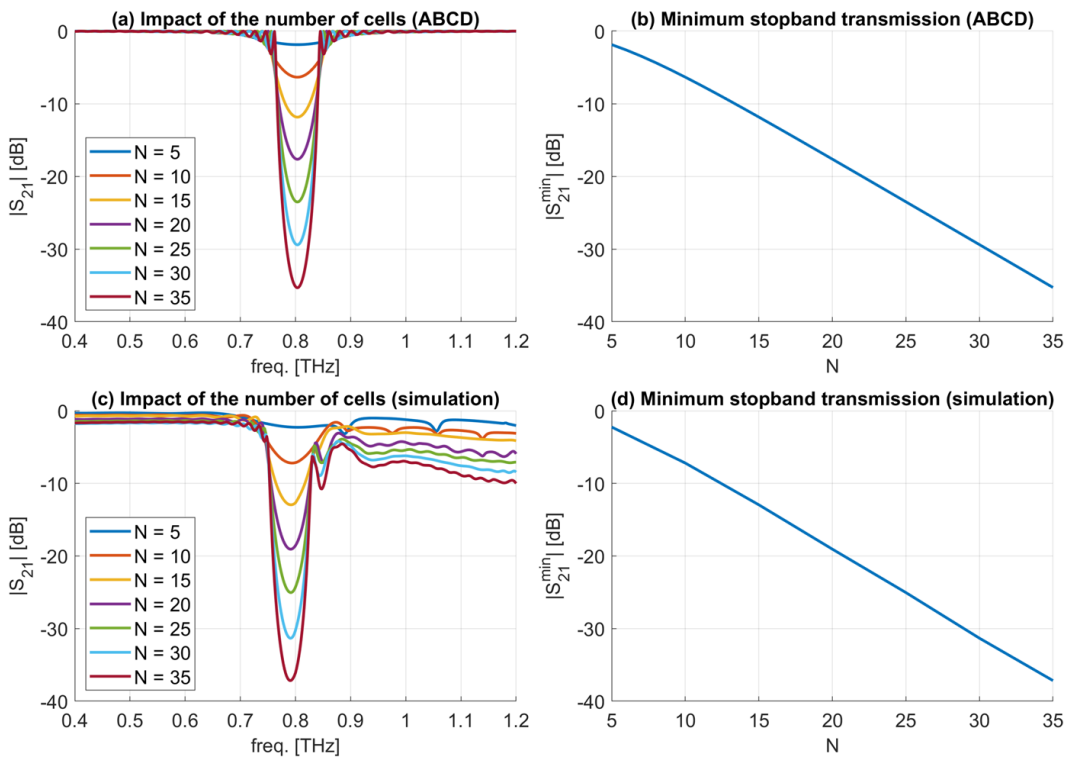 (a) Impact of the number of cells (ABCD)
0
-10
-20
-30
-40
|S21| [dB]
N = 5
N = 10
N = 15
N = 20
N = 25
N = 30
N = 35
0.4 0.5 0.6 0.7 0.8 0.9 1 1.1 1.2
freq. [THz]
(b) Minimum stopband transmission (ABCD)
0
-10
-20
-30
-40
|S21^min| [dB]
5 10 15 20 25 30 35
N
(c) Impact of the number of cells (simulation)
0
-10
-20
-30
-40
|S21| [dB]
N = 5
N = 10
N = 15
N = 20
N = 25
N = 30
N = 35
0.4 0.5 0.6 0.7 0.8 0.9 1 1.1 1.2
freq. [THz]
(d) Minimum stopband transmission (simulation)
0
-10
-20
-30
-40
|S21^min| [dB]
5 10 15 20 25 30 35
N